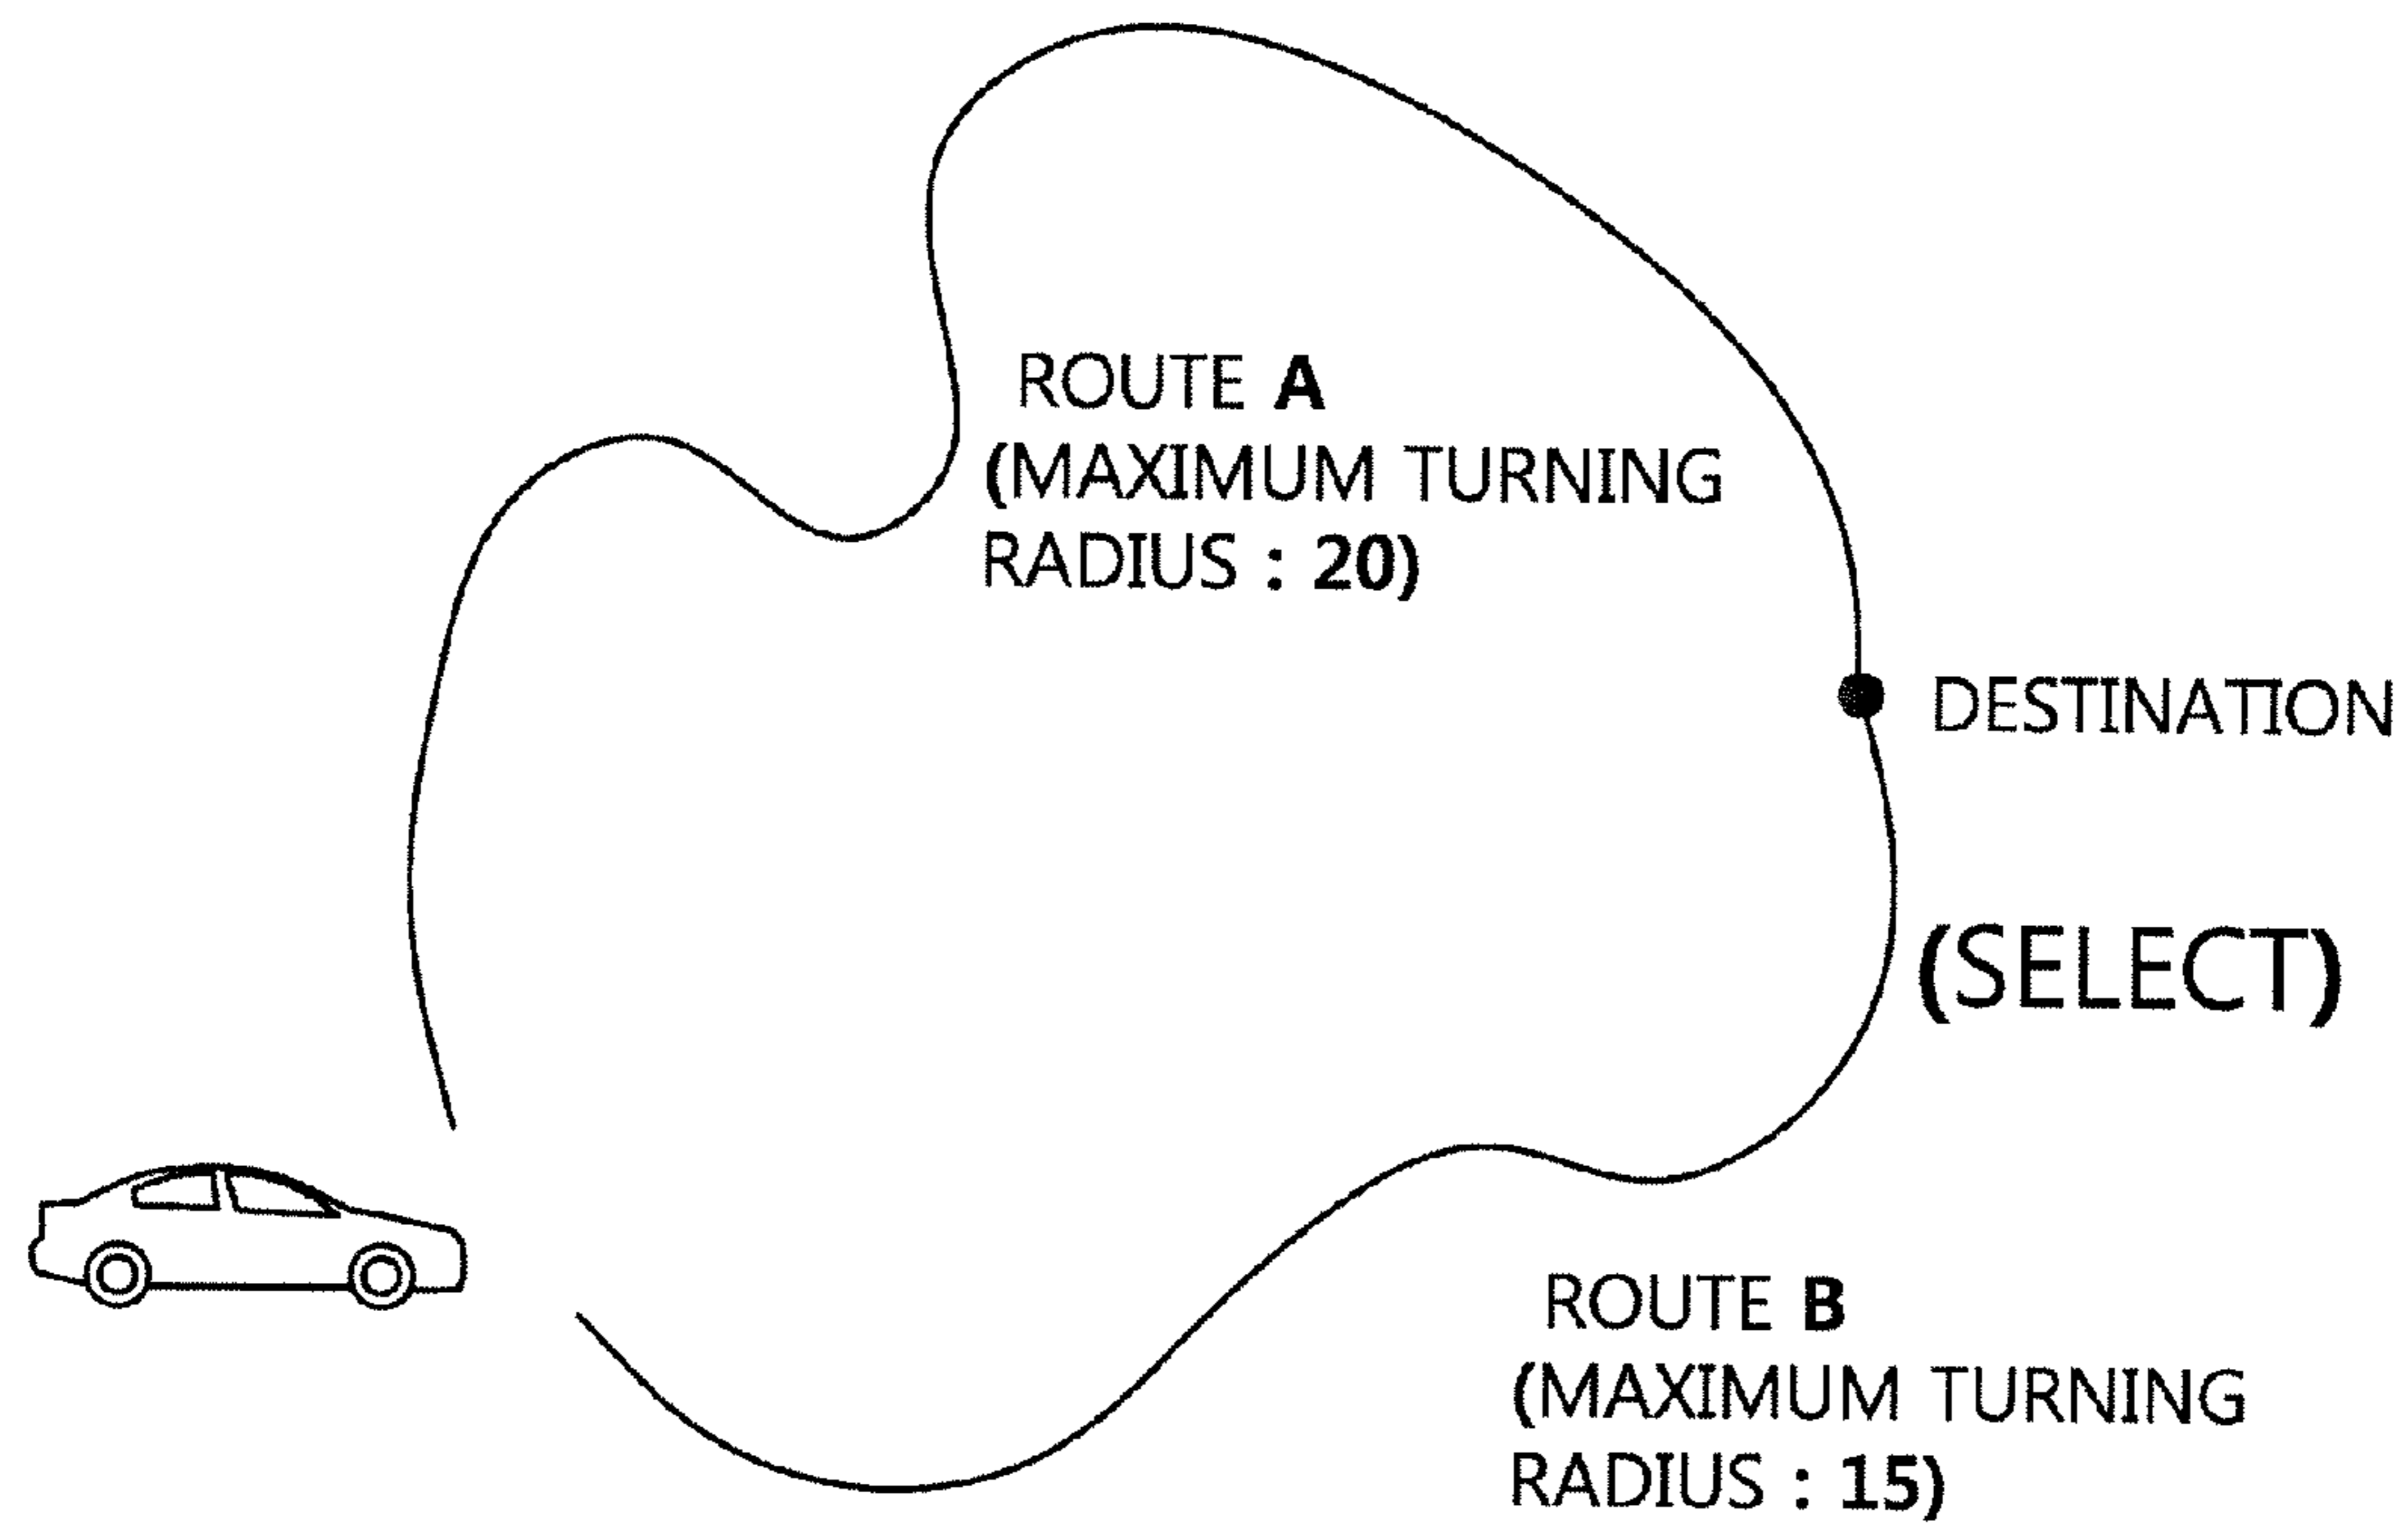 ROUTE A
(MAXIMUM TURNING
RADIUS : 20)
DESTINATION
(SELECT)
ROUTE B
(MAXIMUM TURNING
RADIUS : 15)